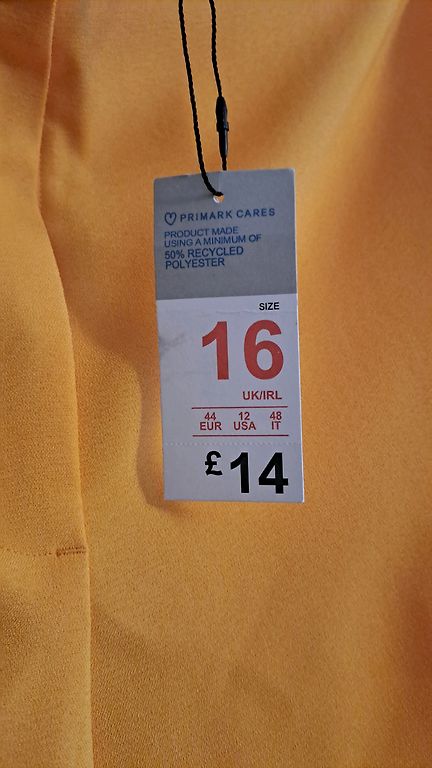 PRIMARK CARES
PRODUCT MADE
USING A MINIMUM OF
50% RECYCLED
POLYESTER
SIZE
16
UK/IRL
44 12 48
EUR USA IT
£14